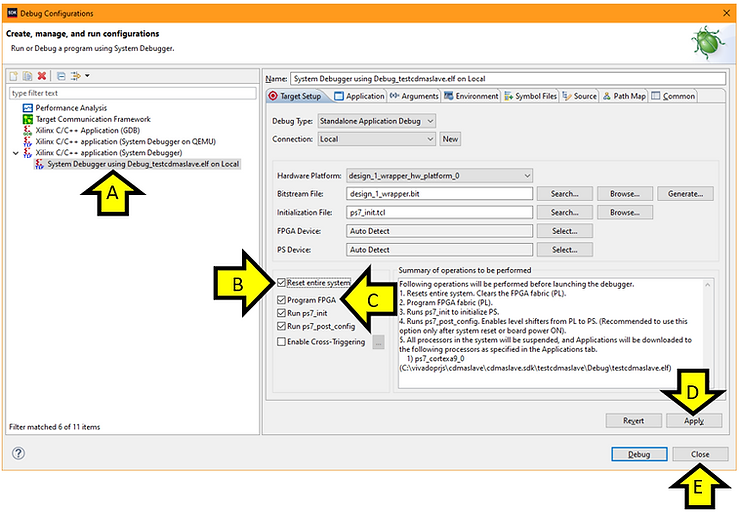 SDK Debug Configurations
Create, manage, and run configurations
Run or Debug a program using System Debugger.
type filter text
Performance Analysis
Target Communication Framework
Xilinx C/C++ Application (GDB)
Xilinx C/C++ application (System Debugger on QEMU)
Xilinx C/C++ application (System Debugger)
System Debugger using Debug_testcdmaslave.elf on Local
A
Filter matched 6 of 11 items
Name: System Debugger using Debug_testcdmaslave.elf on Local
Target Setup Application Arguments Environment Symbol Files Source Path Map Common
Debug Type: Standalone Application Debug
Connection: Local New
Hardware Platform: design_1_wrapper_hw_platform_0
Bitstream File: design_1_wrapper.bit Search... Browse... Generate...
Initialization File: ps7_init.tcl Search... Browse...
FPGA Device: Auto Detect Select...
PS Device: Auto Detect Select...
B
Reset entire system
Program FPGA
C
Run ps7_init
Run ps7_post_config
Enable Cross-Triggering ...
Summary of operations to be performed
Following operations will be performed before launching the debugger.
1. Resets entire system. Clears the FPGA fabric (PL).
2. Program FPGA fabric (PL).
3. Runs ps7_init to initialize PS.
4. Runs ps7_post_config. Enables level shifters from PL to PS. (Recommended to use
this option only after system reset or board power ON).
5. All processors in the system will be suspended, and Applications will be downloaded to
the following processors as specified in the Applications tab.
1) ps7_cortexa9_0
(C:\vivadoprjs\cdmaslave\cdmaslave.sdk\testcdmaslave\Debug\testcdmaslave.elf)
D
Revert Apply
Debug Close
E